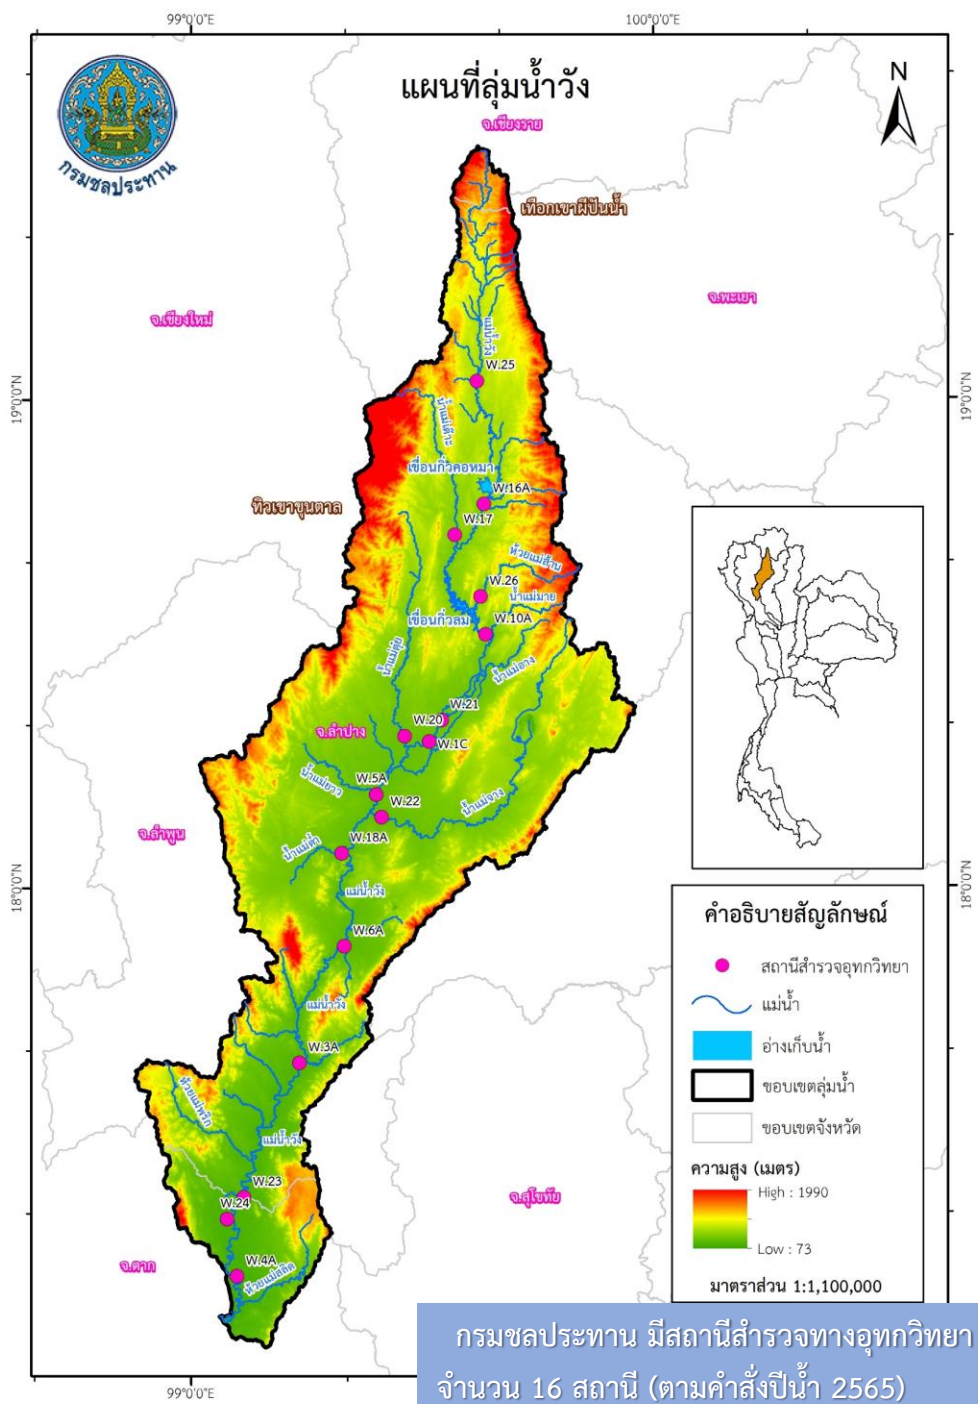 99°0'0"E
100°0'0"E
แผนที่ลุ่มน้ำวัง
N
กรมชลประทาน
จ.เชียงราย
เทือกเขาผีปันน้ำ
จ.พะเยา
จ.เชียงใหม่
แม่น้ำวัง
W.25
19°0'0"N
19°0'0"N
น้ำแม่ต๊ะ
เขื่อนกิ่วคอหมา
W.16A
ทิวเขาขุนตาล
W.17
ห้วยแม่ส้าน
W.26
น้ำแม่มาย
เขื่อนกิ่วลม
W.10A
น้ำแม่ตุ๋ย
น้ำแม่อาง
W.21
W.20
จ.ลำปาง
W.1C
น้ำแม่ยาว
W.5A
W.22
น้ำแม่จาง
จ.ลำพูน
W.18A
น้ำแม่ต๋ำ
18°0'0"N
18°0'0"N
แม่น้ำวัง
W.6A
แม่น้ำวัง
W.3A
ห้วยแม่พริก
แม่น้ำวัง
W.23
W.24
จ.สุโขทัย
จ.ตาก
W.4A
ห้วยแม่สลิด
คำอธิบายสัญลักษณ์
สถานีสำรวจอุทกวิทยา
แม่น้ำ
อ่างเก็บน้ำ
ขอบเขตลุ่มน้ำ
ขอบเขตจังหวัด
ความสูง (เมตร)
High : 1990
Low : 73
มาตราส่วน 1:1,100,000
กรมชลประทาน มีสถานีสำรวจทางอุทกวิทยา
จำนวน 16 สถานี (ตามคำสั่งปีน้ำ 2565)
99°0'0"E